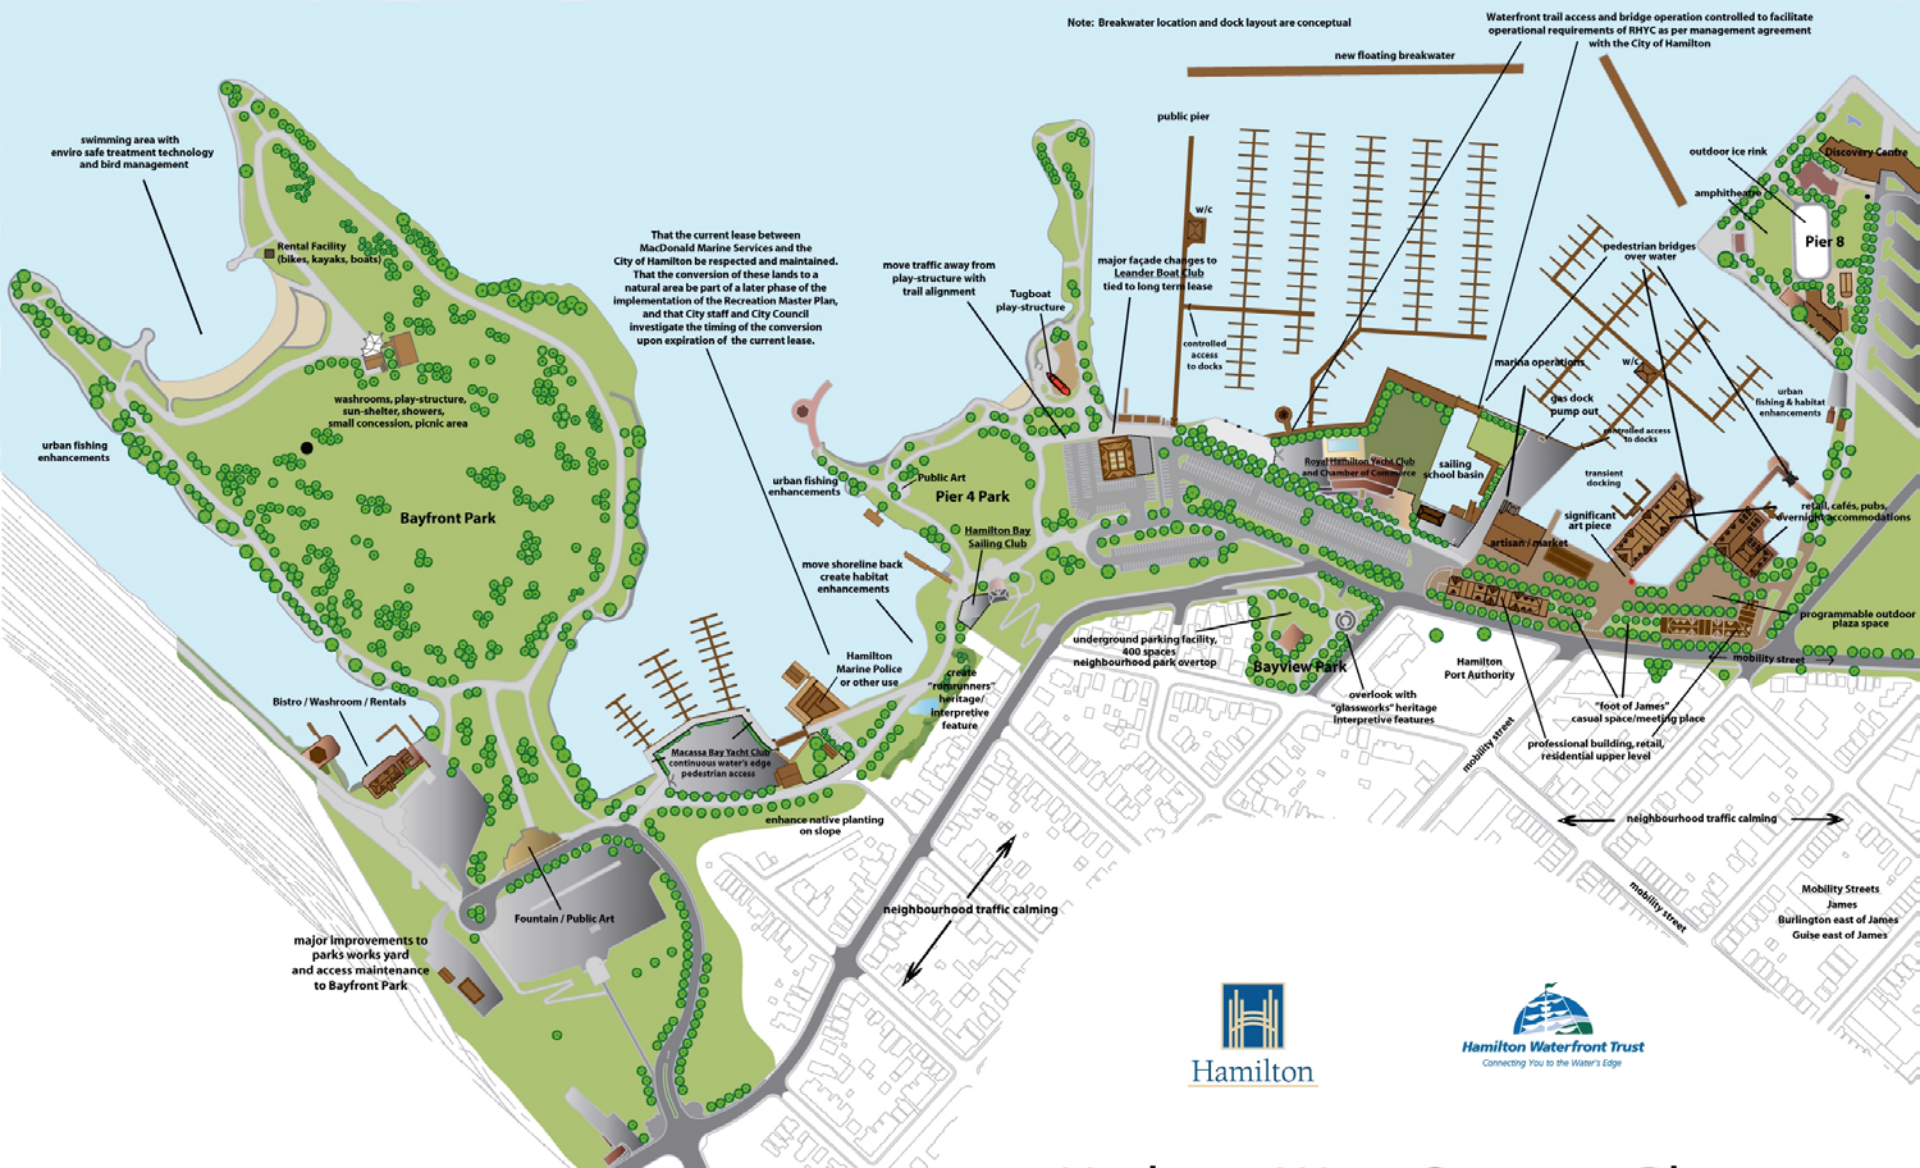 Note: Breakwater location and dock layout are conceptual
Waterfront trail access and bridge operation controlled to facilitate
operational requirements of RHYC as per management agreement
with the City of Hamilton
new floating breakwater
public pier
swimming area with
enviro safe treatment technology
and bird management
outdoor ice rink
Discovery Centre
amphitheatre
Pier 8
w/c
Rental Facility
(bikes, kayaks, boats)
That the current lease between
MacDonald Marine Services and the
City of Hamilton be respected and maintained.
That the conversion of these lands to a
natural area be part of a later phase of the
implementation of the Recreation Master Plan,
and that City staff and City Council
investigate the timing of the conversion
upon expiration of the current lease.
move traffic away from
play-structure with
trail alignment
Tugboat
play-structure
major façade changes to
Leander Boat Club
tied to long term lease
pedestrian bridges
over water
controlled
access
to docks
marina operations
w/c
gas dock
pump out
controlled access
to docks
urban
fishing & habitat
enhancements
washrooms, play-structure,
sun-shelter, showers,
small concession, picnic area
urban fishing
enhancements
Bayfront Park
urban fishing
enhancements
Public Art
Pier 4 Park
Hamilton Bay
Sailing Club
Royal Hamilton Yacht Club
and Chamber of Commerce
sailing
school basin
transient
docking
significant
art piece
artisan / market
retail, cafés, pubs,
overnight accommodations
move shoreline back
create habitat
enhancements
programmable outdoor
plaza space
underground parking facility,
400 spaces
neighbourhood park overtop
Bayview Park
Hamilton
Port Authority
mobility street
Hamilton
Marine Police
or other use
create
"rumrunners"
heritage/
interpretive
feature
overlook with
"glassworks" heritage
interpretive features
"foot of James"
casual space/meeting place
professional building, retail,
residential upper level
mobility street
Bistro / Washroom / Rentals
Macassa Bay Yacht Club
continuous water's edge
pedestrian access
enhance native planting
on slope
neighbourhood traffic calming
neighbourhood traffic calming
mobility street
Mobility Streets
James
Burlington east of James
Guise east of James
Fountain / Public Art
major improvements to
parks works yard
and access maintenance
to Bayfront Park
Hamilton
Hamilton Waterfront Trust
Connecting You to the Water's Edge